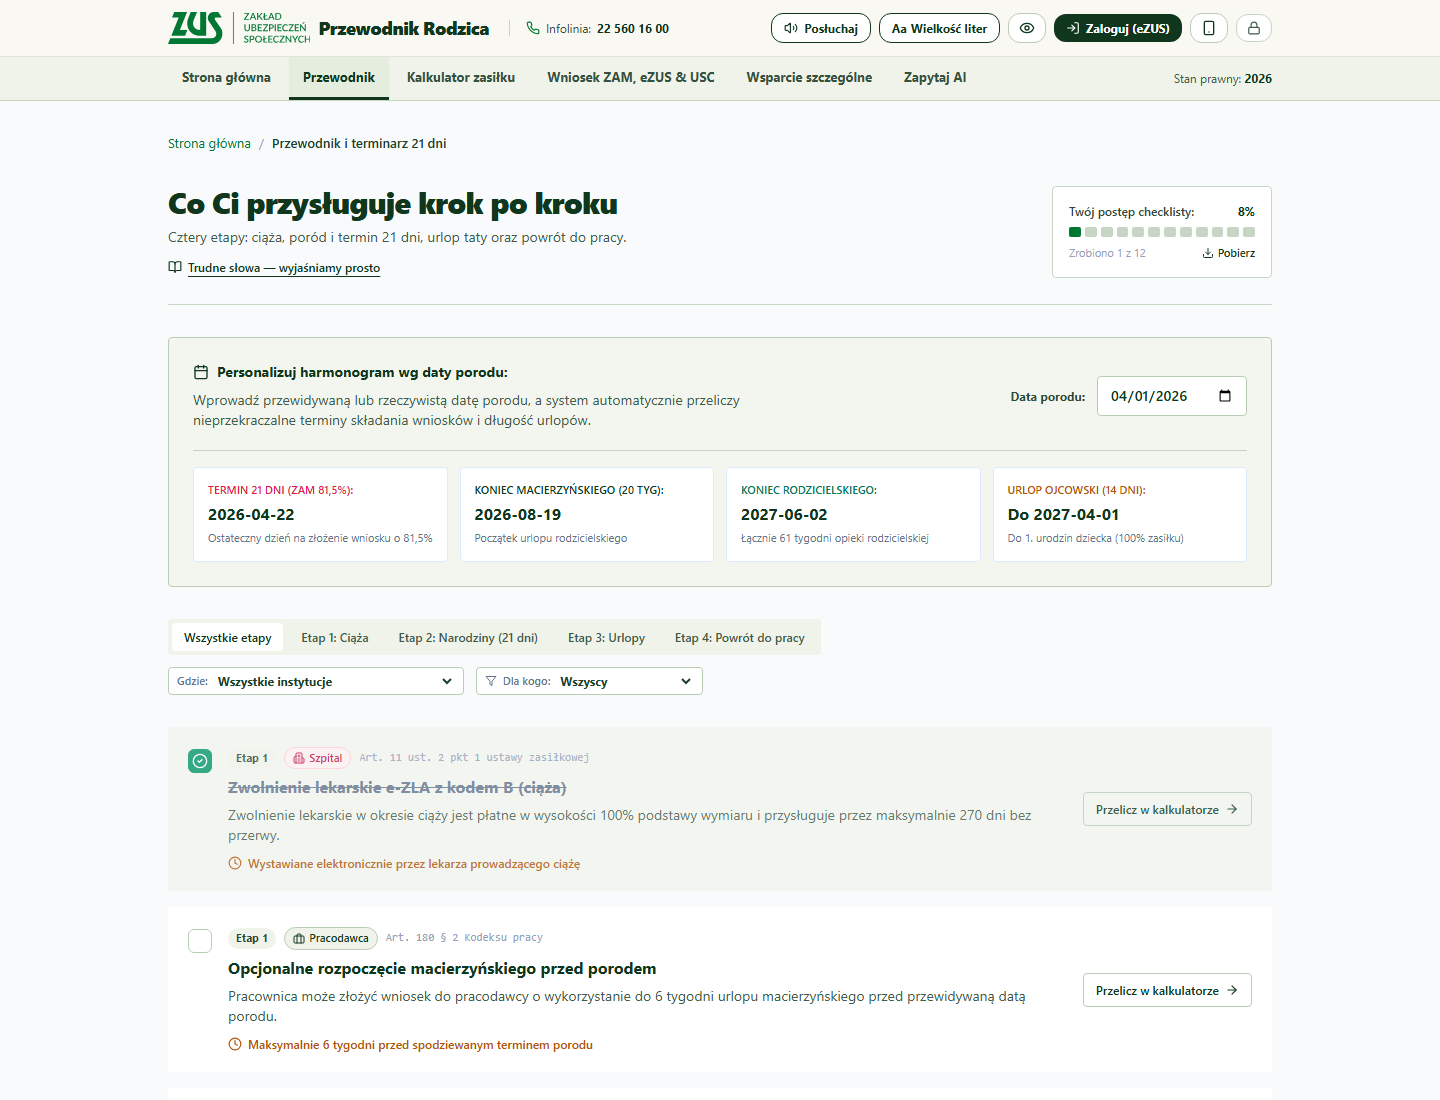 ZUS ZAKŁAD
UBEZPIECZEŃ
SPOŁECZNYCH
Przewodnik Rodzica
Infolinia: 22 560 16 00
Posłuchaj
Aa Wielkość liter
Zaloguj (eZUS)
Strona główna
Przewodnik
Kalkulator zasiłku
Wniosek ZAM, eZUS & USC
Wsparcie szczególne
Zapytaj AI
Stan prawny: 2026
Strona główna / Przewodnik i terminarz 21 dni
Co Ci przysługuje krok po kroku
Cztery etapy: ciąża, poród i termin 21 dni, urlop taty oraz powrót do pracy.
Trudne słowa — wyjaśniamy prosto
Twój postęp checklisty: 8%
Zrobiono 1 z 12
Pobierz
Personalizuj harmonogram wg daty porodu:
Wprowadź przewidywaną lub rzeczywistą datę porodu, a system automatycznie przeliczy
nieprzekraczalne terminy składania wniosków i długość urlopów.
Data porodu: 04/01/2026
TERMIN 21 DNI (ZAM 81,5%):
2026-04-22
Ostateczny dzień na złożenie wniosku o 81,5%
KONIEC MACIERZYŃSKIEGO (20 TYG):
2026-08-19
Początek urlopu rodzicielskiego
KONIEC RODZICIELSKIEGO:
2027-06-02
Łącznie 61 tygodni opieki rodzicielskiej
URLOP OJCOWSKI (14 DNI):
Do 2027-04-01
Do 1. urodzin dziecka (100% zasiłku)
Wszystkie etapy
Etap 1: Ciąża
Etap 2: Narodziny (21 dni)
Etap 3: Urlopy
Etap 4: Powrót do pracy
Gdzie: Wszystkie instytucje
Dla kogo: Wszyscy
Etap 1
Szpital
Art. 11 ust. 2 pkt 1 ustawy zasiłkowej
Zwolnienie lekarskie e-ZLA z kodem B (ciąża)
Zwolnienie lekarskie w okresie ciąży jest płatne w wysokości 100% podstawy wymiaru i przysługuje przez maksymalnie 270 dni bez
przerwy.
Wystawiane elektronicznie przez lekarza prowadzącego ciążę
Przelicz w kalkulatorze
Etap 1
Pracodawca
Art. 180 § 2 Kodeksu pracy
Opcjonalne rozpoczęcie macierzyńskiego przed porodem
Pracownica może złożyć wniosek do pracodawcy o wykorzystanie do 6 tygodni urlopu macierzyńskiego przed przewidywaną datą
porodu.
Maksymalnie 6 tygodni przed spodziewanym terminem porodu
Przelicz w kalkulatorze